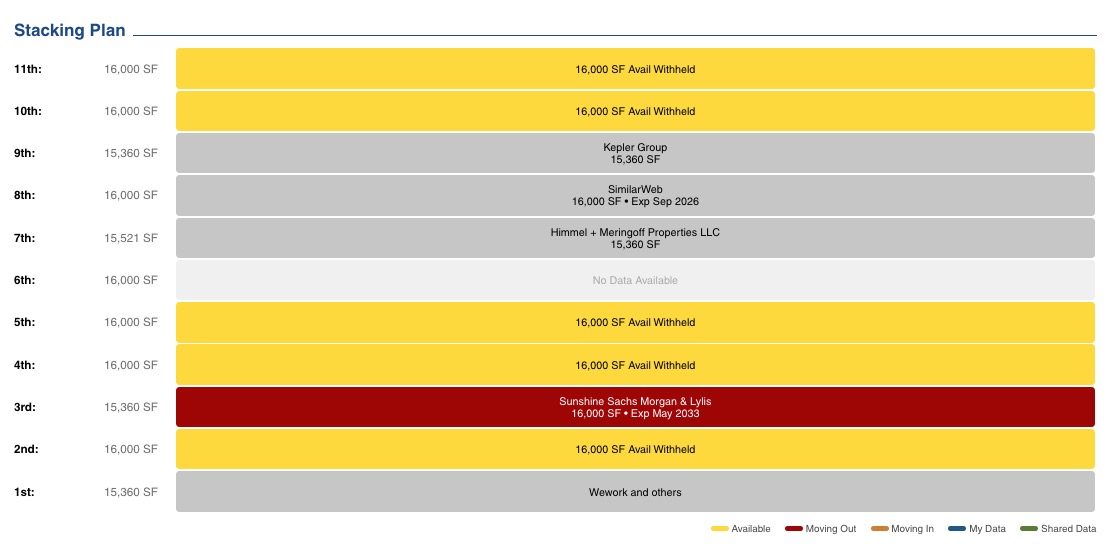 Stacking Plan
11th: 16,000 SF 16,000 SF Avail Withheld
10th: 16,000 SF 16,000 SF Avail Withheld
9th: 15,360 SF Kepler Group
15,360 SF
8th: 16,000 SF SimilarWeb
16,000 SF • Exp Sep 2026
7th: 15,521 SF Himmel + Meringoff Properties LLC
15,360 SF
6th: 16,000 SF No Data Available
5th: 16,000 SF 16,000 SF Avail Withheld
4th: 16,000 SF 16,000 SF Avail Withheld
3rd: 15,360 SF Sunshine Sachs Morgan & Lylis
16,000 SF • Exp May 2033
2nd: 16,000 SF 16,000 SF Avail Withheld
1st: 15,360 SF Wework and others
Available Moving Out Moving In My Data Shared Data